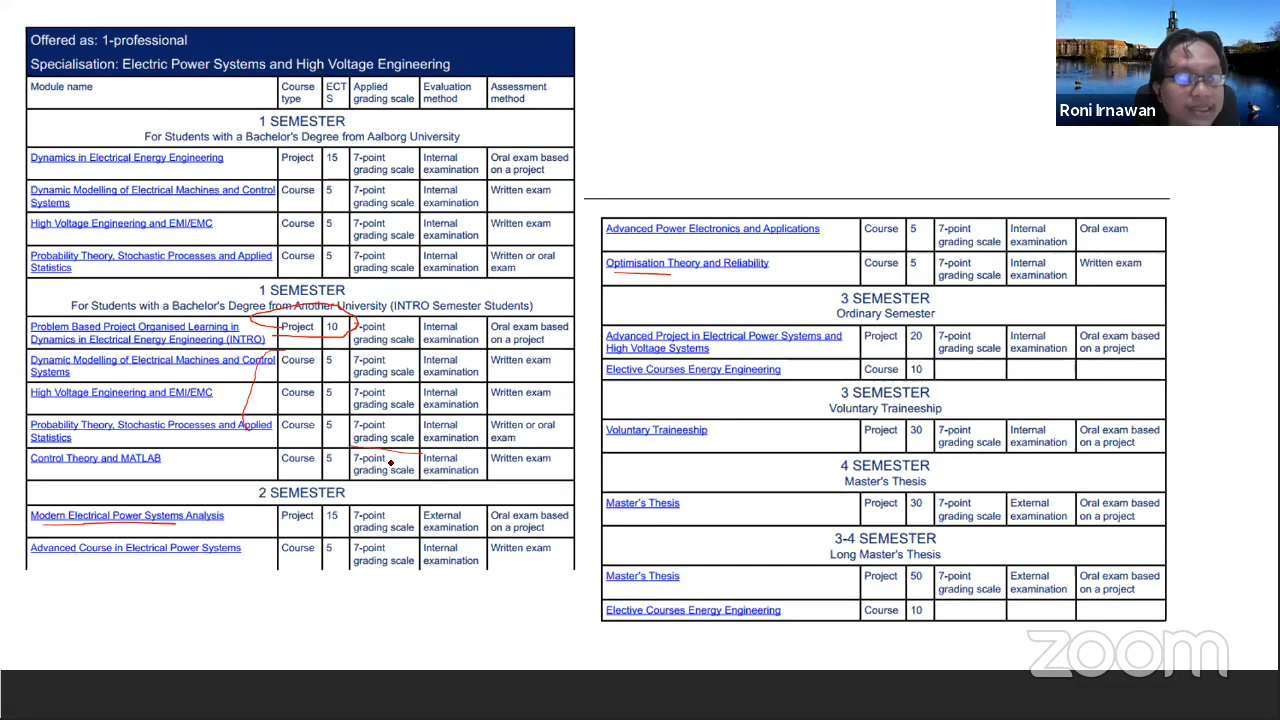 Offered as: 1-professional
Specialisation: Electric Power Systems and High Voltage Engineering
Module name Course type ECTS Applied grading scale Evaluation method Assessment method
1 SEMESTER
For Students with a Bachelor's Degree from Aalborg University
Dynamics in Electrical Energy Engineering Project 15 7-point grading scale Internal examination Oral exam based on a project
Dynamic Modelling of Electrical Machines and Control Systems Course 5 7-point grading scale Internal examination Written exam
High Voltage Engineering and EMI/EMC Course 5 7-point grading scale Internal examination Written exam
Probability Theory, Stochastic Processes and Applied Statistics Course 5 7-point grading scale Internal examination Written or oral exam
1 SEMESTER
For Students with a Bachelor's Degree from Another University (INTRO Semester Students)
Problem Based Project Organised Learning in Dynamics in Electrical Energy Engineering (INTRO) Project 10 7-point grading scale Internal examination Oral exam based on a project
Dynamic Modelling of Electrical Machines and Control Systems Course 5 7-point grading scale Internal examination Written exam
High Voltage Engineering and EMI/EMC Course 5 7-point grading scale Internal examination Written exam
Probability Theory, Stochastic Processes and Applied Statistics Course 5 7-point grading scale Internal examination Written or oral exam
Control Theory and MATLAB Course 5 7-point grading scale Internal examination Written exam
2 SEMESTER
Modern Electrical Power Systems Analysis Project 15 7-point grading scale External examination Oral exam based on a project
Advanced Course in Electrical Power Systems Course 5 7-point grading scale Internal examination Written exam
Advanced Power Electronics and Applications Course 5 7-point grading scale Internal examination Oral exam
Optimisation Theory and Reliability Course 5 7-point grading scale Internal examination Written exam
3 SEMESTER
Ordinary Semester
Advanced Project in Electrical Power Systems and High Voltage Systems Project 20 7-point grading scale Internal examination Oral exam based on a project
Elective Courses Energy Engineering Course 10
3 SEMESTER
Voluntary Traineeship
Voluntary Traineeship Project 30 7-point grading scale Internal examination Oral exam based on a project
4 SEMESTER
Master's Thesis
Master's Thesis Project 30 7-point grading scale External examination Oral exam based on a project
3-4 SEMESTER
Long Master's Thesis
Master's Thesis Project 50 7-point grading scale External examination Oral exam based on a project
Elective Courses Energy Engineering Course 10
Roni Irnawan
zoom